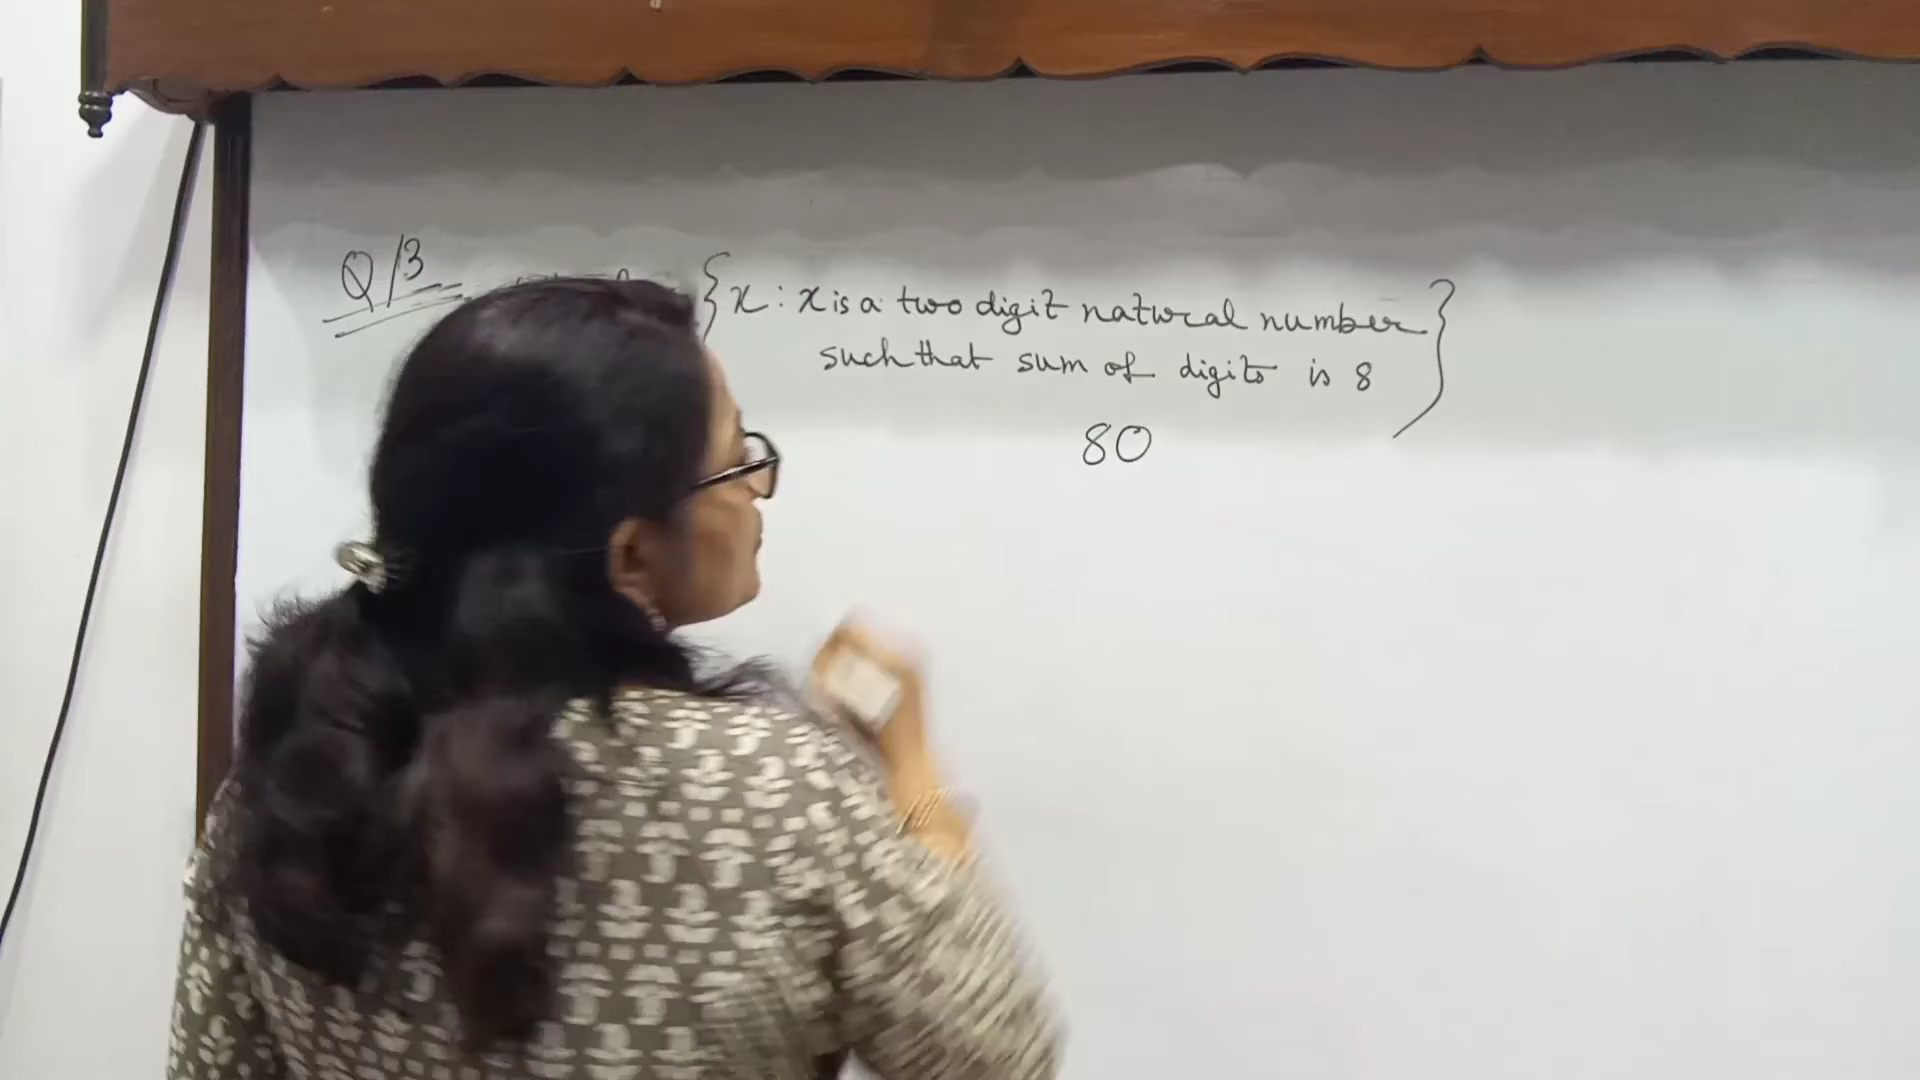 Q/3 {x : x is a two digit natural number
such that sum of digits is 8}
80